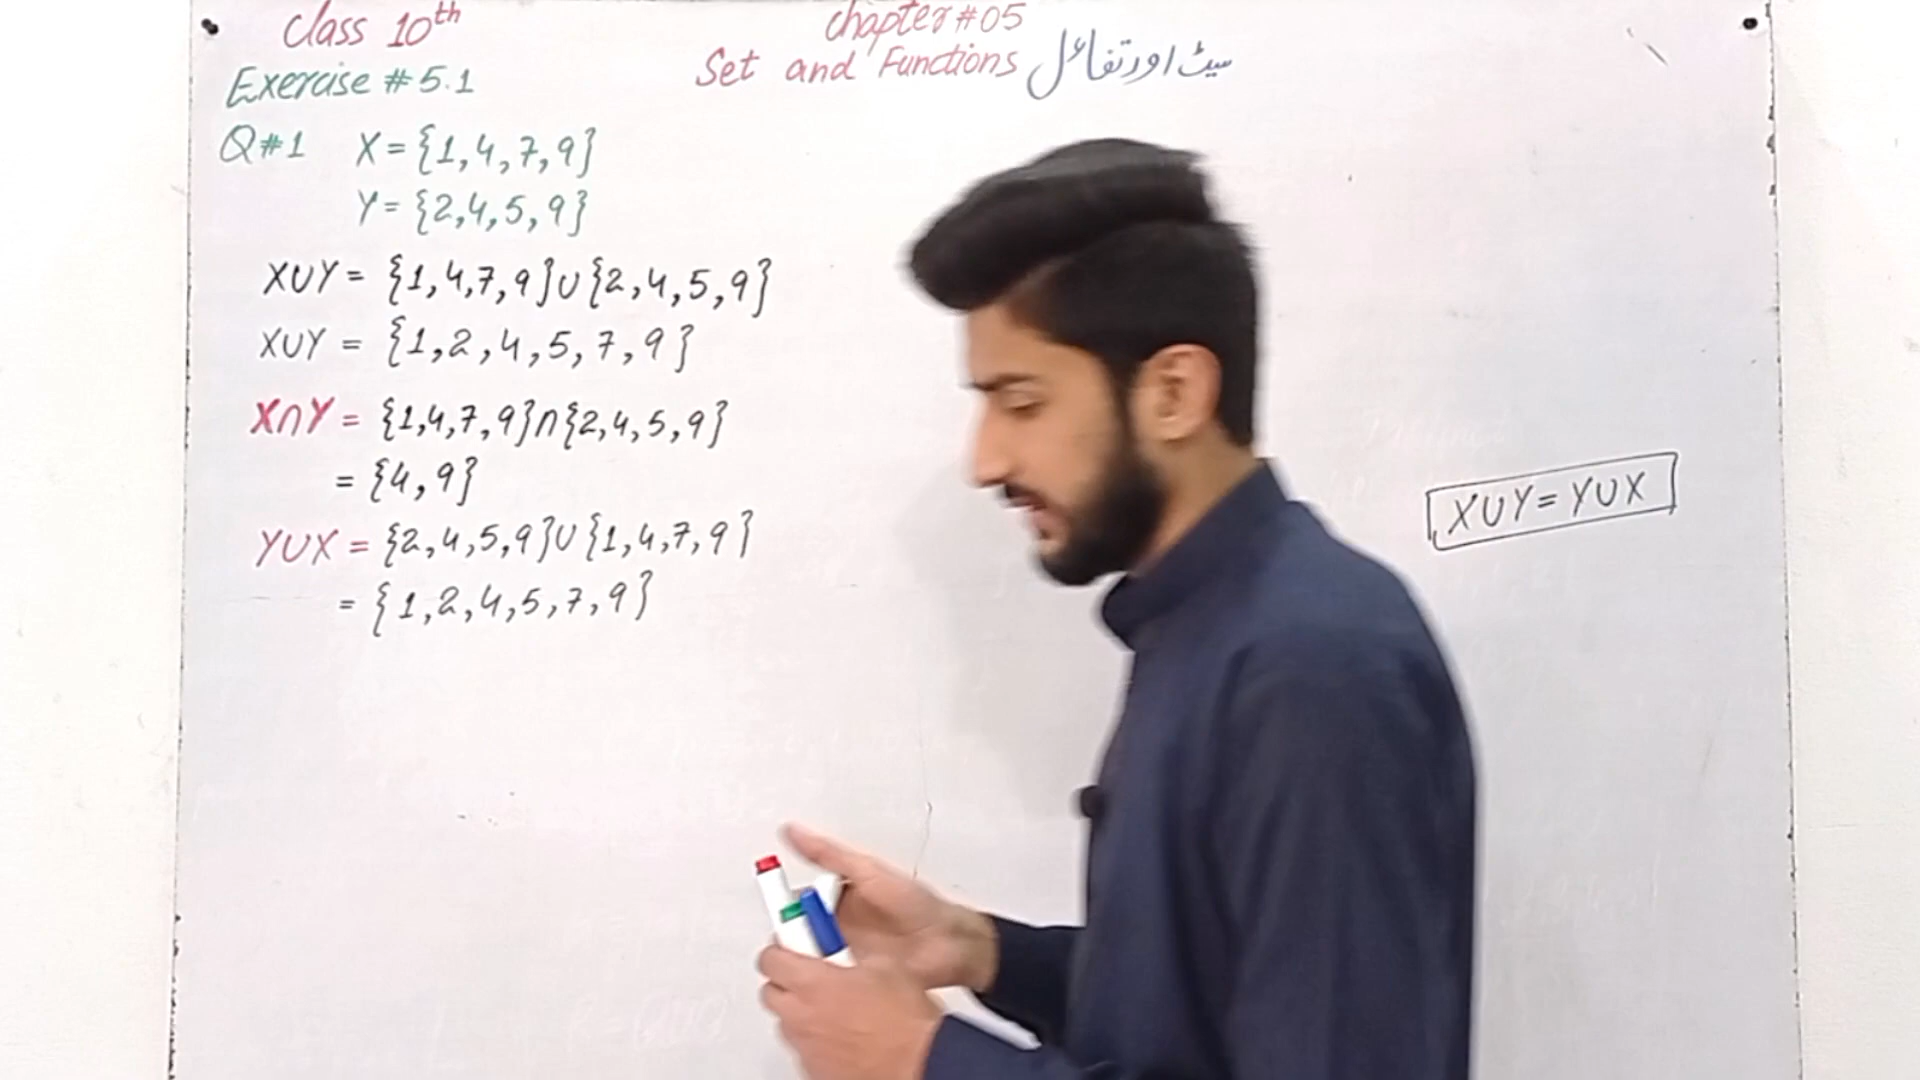 Class 10th
Chapter #05
Exercise #5.1
Set and Functions سیٹ اور تفاعل
Q#1 X={1,4,7,9}
Y={2,4,5,9}
X∪Y= {1,4,7,9}∪{2,4,5,9}
X∪Y = {1,2,4,5,7,9}
X∩Y= {1,4,7,9}∩{2,4,5,9}
= {4,9}
Y∪X = {2,4,5,9}∪{1,4,7,9}
= {1,2,4,5,7,9}
X∪Y=Y∪X